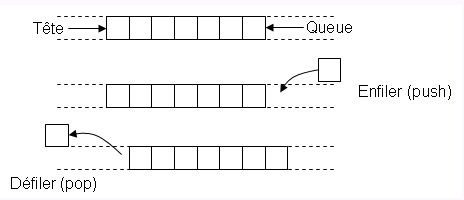 Tête
Queue
Enfiler (push)
Défiler (pop)